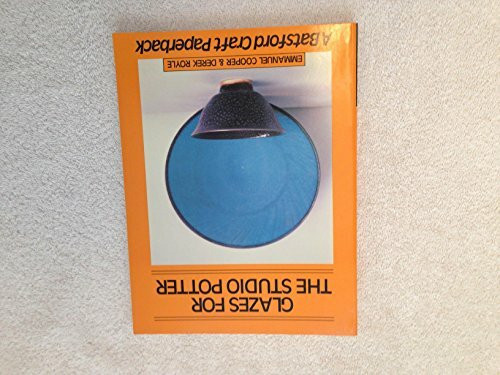 GLAZES FOR
THE STUDIO POTTER
EMMANUEL COOPER & DEREK ROYLE
A Batsford Craft Paperback